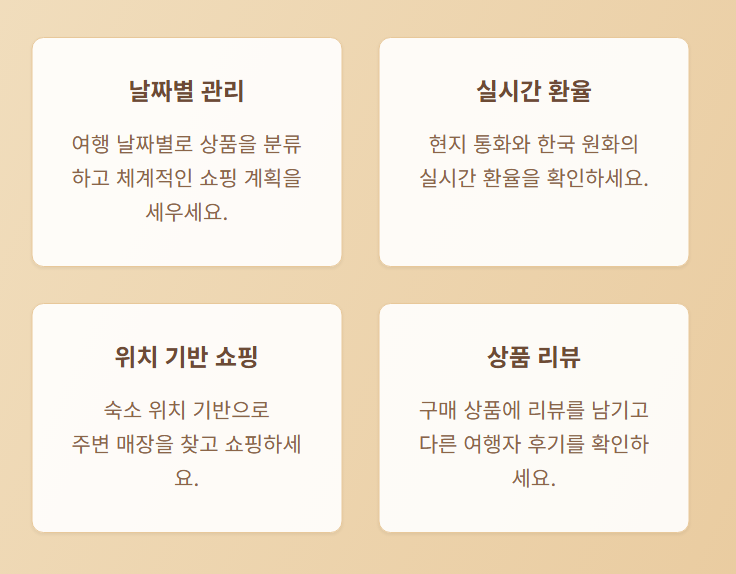 날짜별 관리
여행 날짜별로 상품을 분류
하고 체계적인 쇼핑 계획을
세우세요.
실시간 환율
현지 통화와 한국 원화의
실시간 환율을 확인하세요.
위치 기반 쇼핑
숙소 위치 기반으로
주변 매장을 찾고 쇼핑하세
요.
상품 리뷰
구매 상품에 리뷰를 남기고
다른 여행자 후기를 확인하
세요.